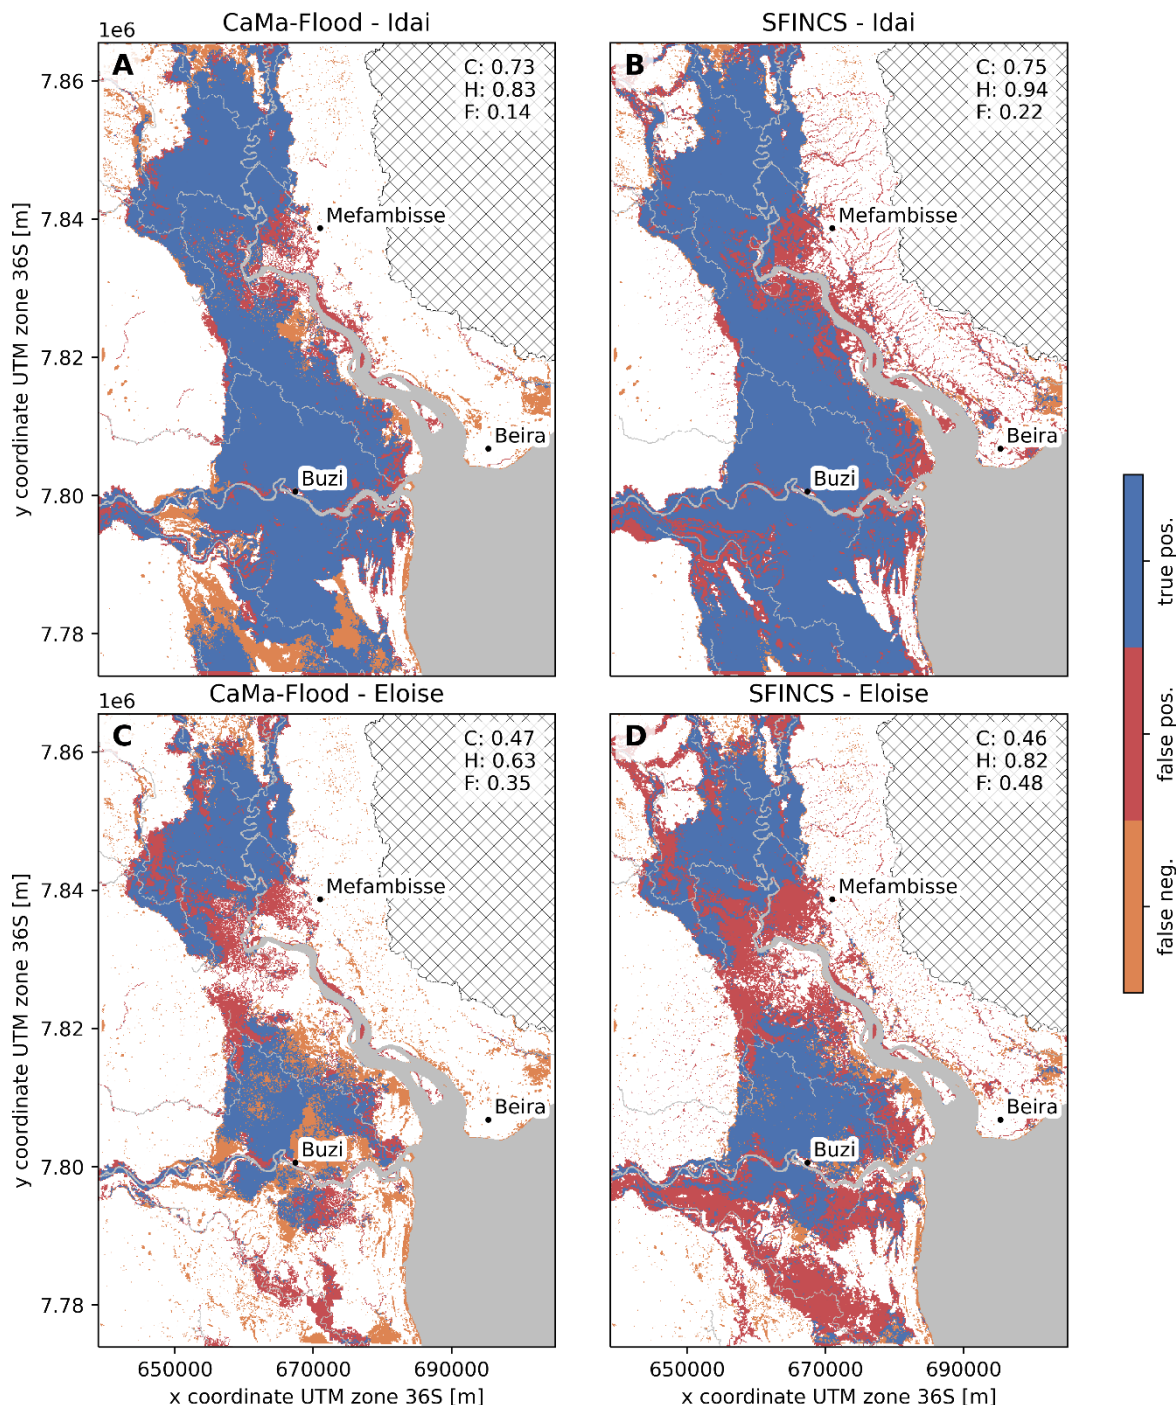 CaMa-Flood - Idai
SFINCS - Idai
1e6
A
C: 0.73
H: 0.83
F: 0.14
B
C: 0.75
H: 0.94
F: 0.22
7.86
7.84
7.82
7.80
7.78
y coordinate UTM zone 36S [m]
Mefambisse
Beira
Buzi
Mefambisse
Beira
Buzi
CaMa-Flood - Eloise
SFINCS - Eloise
1e6
C
C: 0.47
H: 0.63
F: 0.35
D
C: 0.46
H: 0.82
F: 0.48
7.86
7.84
7.82
7.80
7.78
y coordinate UTM zone 36S [m]
Mefambisse
Beira
Buzi
Mefambisse
Beira
Buzi
650000 670000 690000
x coordinate UTM zone 36S [m]
650000 670000 690000
x coordinate UTM zone 36S [m]
true pos.
false pos.
false neg.